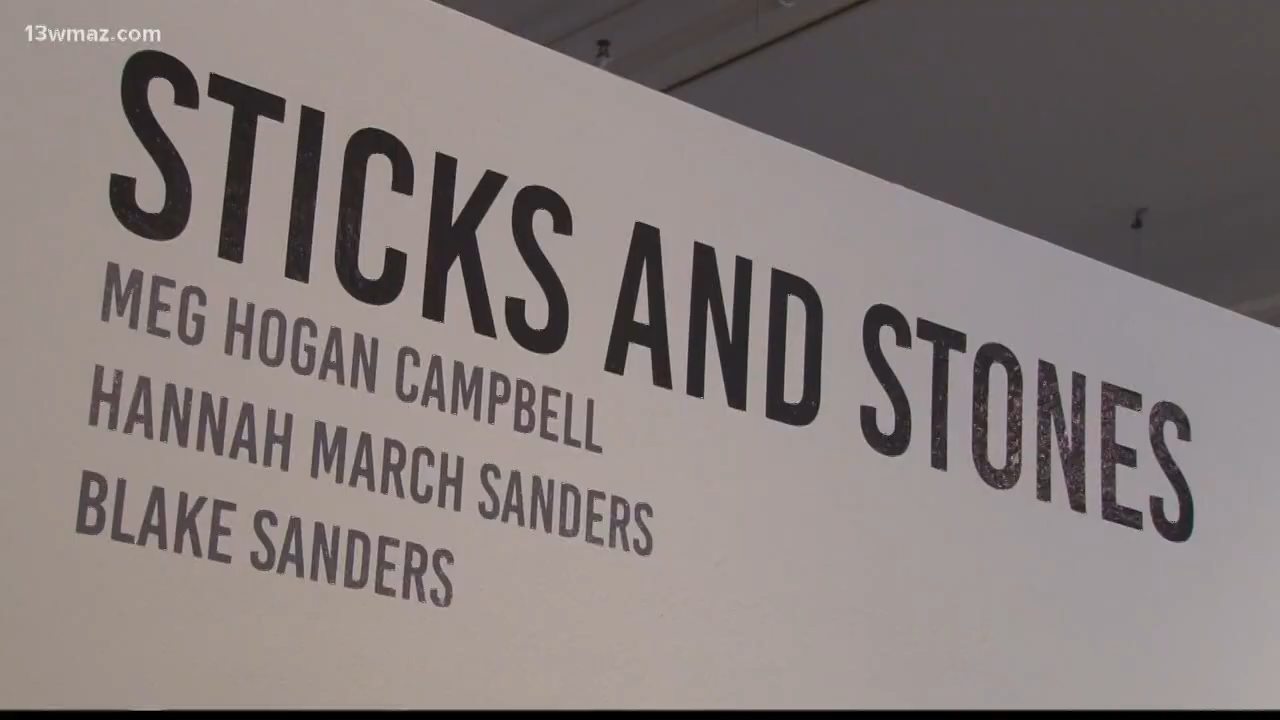 13wmaz.com
STICKS AND STONES
MEG HOGAN CAMPBELL
HANNAH MARCH SANDERS
BLAKE SANDERS